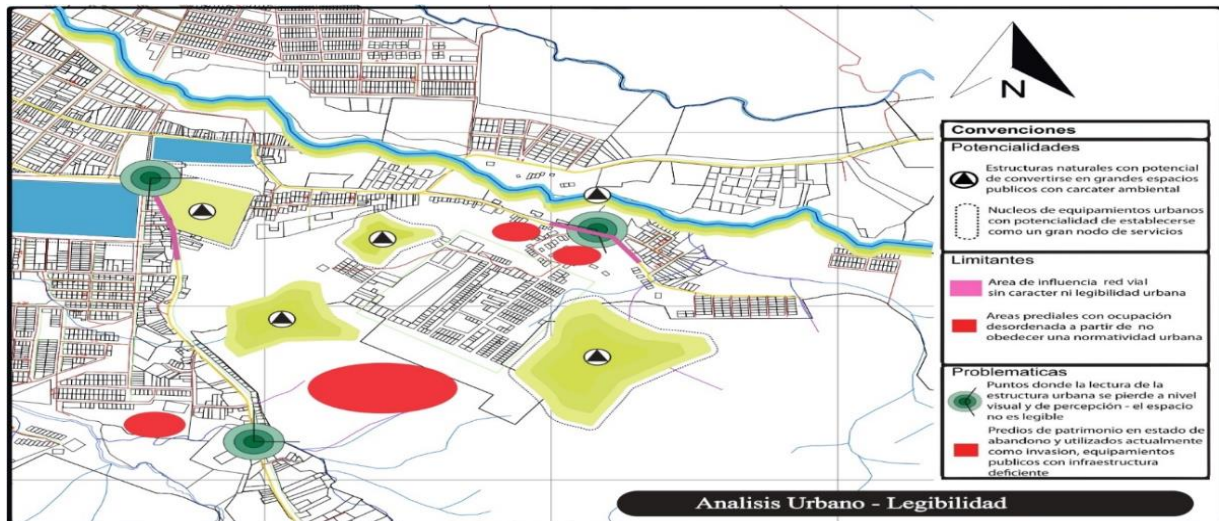 N
Convenciones
Potencialidades
Estructuras naturales con potencial
de convertirse en grandes espacios
publicos con carcater ambiental
Nucleos de equipamientos urbanos
con potencialidad de establecerse
como un gran nodo de servicios
Limitantes
Area de influencia red vial
sin caracter ni legibilidad urbana
Areas prediales con ocupación
desordenada a partir de no
obedecer una normatividad urbana
Problematicas
Puntos donde la lectura de la
estructura urbana se pierde a nivel
visual y de percepción - el espacio
no es legible
Predios de patrimonio en estado de
abandono y utilizados actualmente
como invasion, equipamientos
publicos con infraestructura
deficiente
Analisis Urbano - Legibilidad